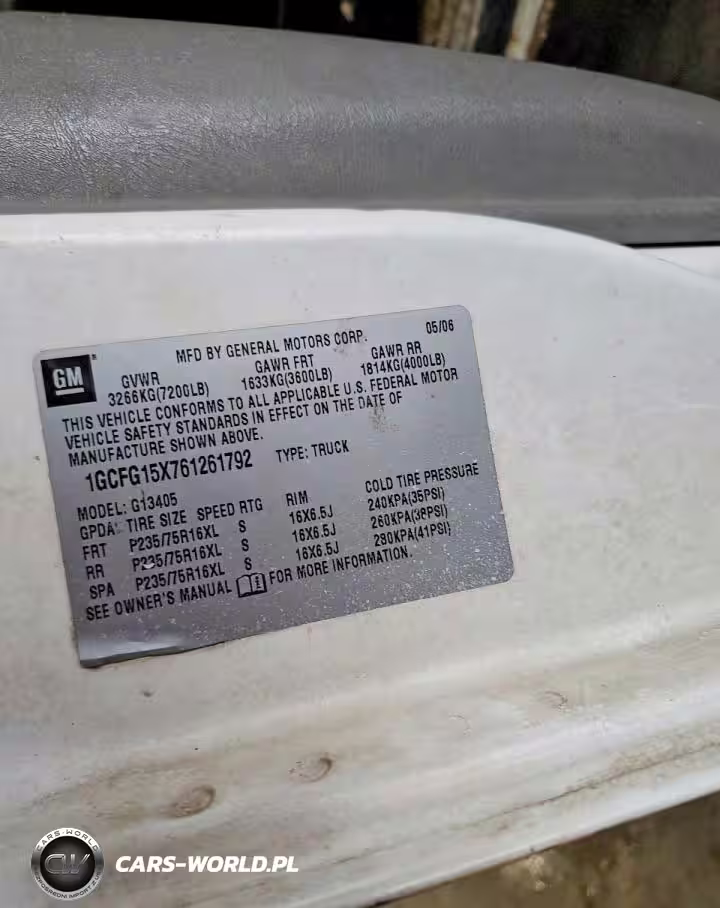 MFD BY GENERAL MOTORS CORP. 05/06
GM
GVWR GAWR FRT GAWR RR
3266KG(7200LB) 1633KG(3600LB) 1814KG(4000LB)
THIS VEHICLE CONFORMS TO ALL APPLICABLE U.S. FEDERAL MOTOR
VEHICLE SAFETY STANDARDS IN EFFECT ON THE DATE OF
MANUFACTURE SHOWN ABOVE.
1GCFG15X761261792 TYPE: TRUCK
MODEL: G13405
GPDA: TIRE SIZE SPEED RTG RIM COLD TIRE PRESSURE
FRT P235/75R16XL S 16X6.5J 240KPA(35PSI)
RR P235/75R16XL S 16X6.5J 260KPA(38PSI)
SPA P235/75R16XL S 16X6.5J 280KPA(41PSI)
SEE OWNER'S MANUAL FOR MORE INFORMATION.
CARS-WORLD
CW
CARS-WORLD.PL